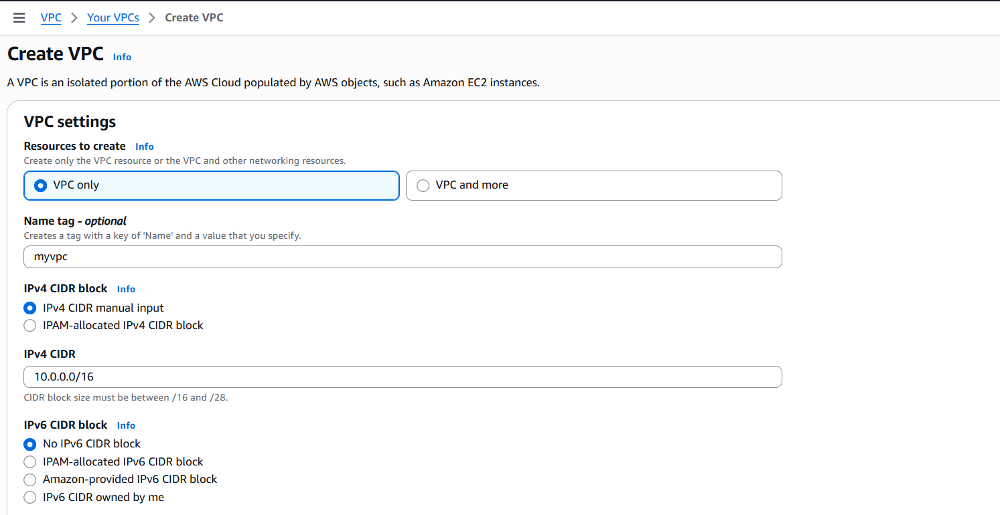 VPC > Your VPCs > Create VPC
Create VPC Info
A VPC is an isolated portion of the AWS Cloud populated by AWS objects, such as Amazon EC2 instances.
VPC settings
Resources to create Info
Create only the VPC resource or the VPC and other networking resources.
VPC only VPC and more
Name tag - optional
Creates a tag with a key of 'Name' and a value that you specify.
myvpc
IPv4 CIDR block Info
IPv4 CIDR manual input
IPAM-allocated IPv4 CIDR block
IPv4 CIDR
10.0.0.0/16
CIDR block size must be between /16 and /28.
IPv6 CIDR block Info
No IPv6 CIDR block
IPAM-allocated IPv6 CIDR block
Amazon-provided IPv6 CIDR block
IPv6 CIDR owned by me